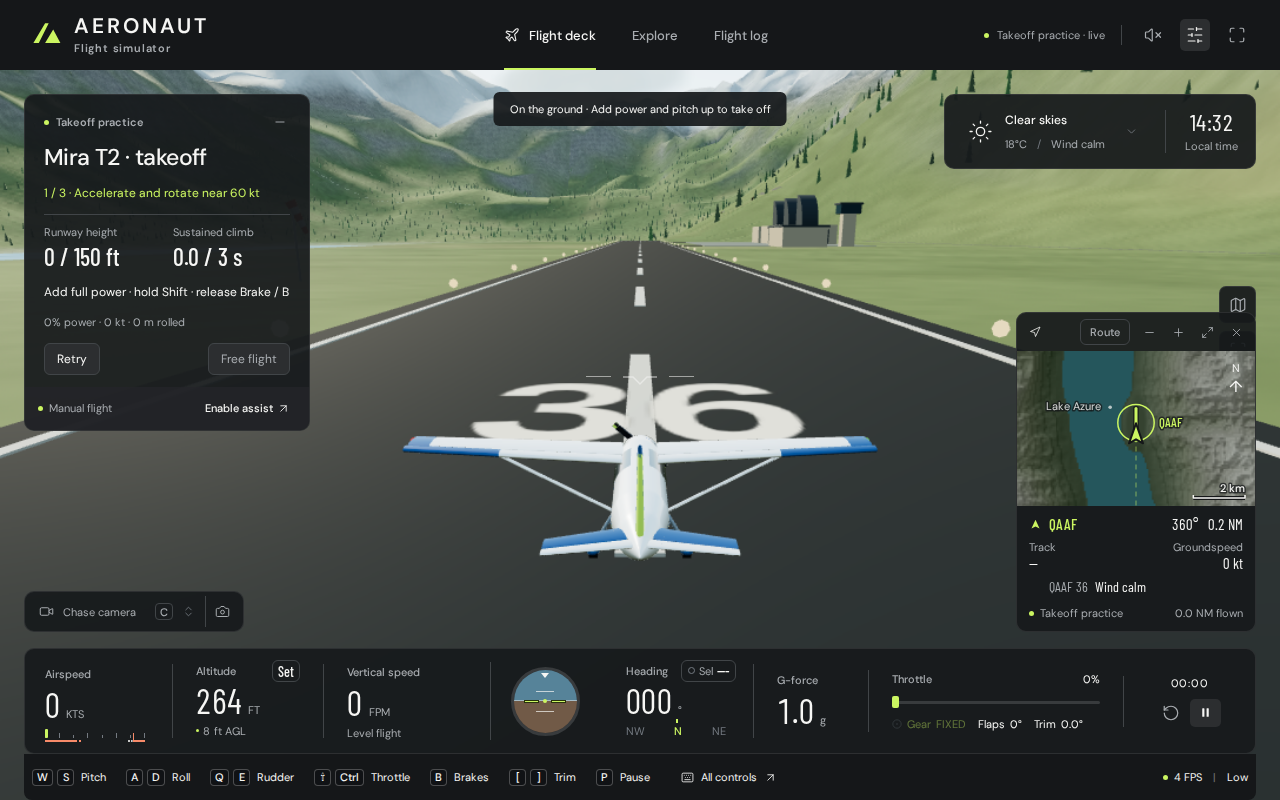 AERONAUT
Flight simulator
Flight deck
Explore
Flight log
Takeoff practice · live
On the ground · Add power and pitch up to take off
Takeoff practice
Mira T2 · takeoff
1 / 3 · Accelerate and rotate near 60 kt
Runway height
Sustained climb
0 / 150 ft
0.0 / 3 s
Add full power · hold Shift · release Brake / B
0% power · 0 kt · 0 m rolled
Retry
Free flight
Manual flight
Enable assist
Clear skies
18°C / Wind calm
14:32
Local time
36
Route
N
Lake Azure
QAAF
2 km
QAAF
360° 0.2 NM
Track
Groundspeed
—
0 kt
QAAF 36 Wind calm
Takeoff practice
0.0 NM flown
Chase camera
C
Airspeed
0 KTS
Altitude
Set
264 FT
8 ft AGL
Vertical speed
0 FPM
Level flight
Heading
Sel —
000°
NW N NE
G-force
1.0 g
Throttle
0%
Gear FIXED Flaps 0° Trim 0.0°
00:00
W S Pitch
A D Roll
Q E Rudder
↑ Ctrl Throttle
B Brakes
[ ] Trim
P Pause
All controls
4 FPS | Low